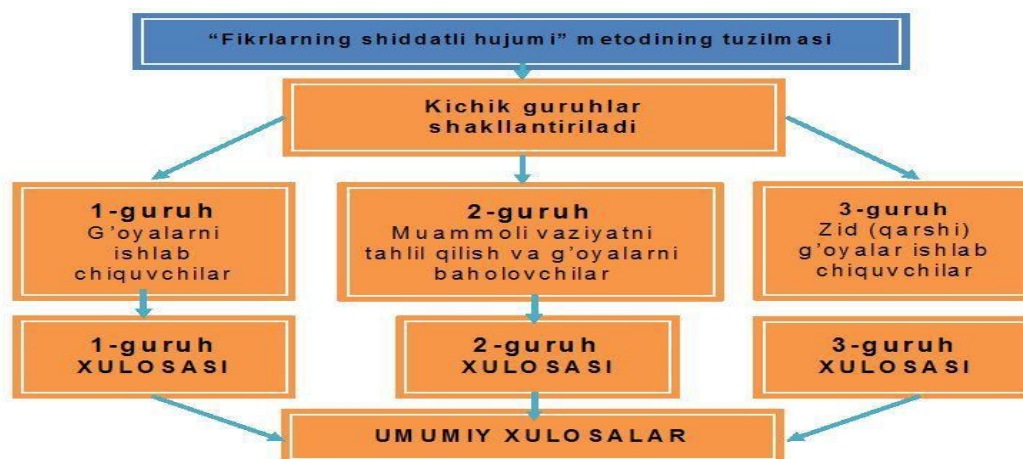 “Fikrlarning shiddatli hujumi” metodining tuzilmasi
Kichik guruhlar
shakllantiriladi
1-guruh
G’oyalarni
ishlab
chiquvchilar
2-guruh
Muammoli vaziyatni
tahlil qilish va g’oyalarni
baholovchilar
3-guruh
Zid (qarshi)
g’oyalar ishlab
chiquvchilar
1-guruh
XULOSASI
2-guruh
XULOSASI
3-guruh
XULOSASI
UMUMIY XULOSALAR